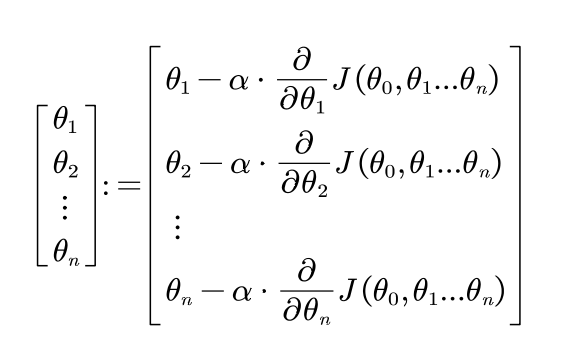 [θ₁ θ₂ ⋮ θₙ] := [
θ₁ − α · ∂/∂θ₁ J(θ₀, θ₁...θₙ)
θ₂ − α · ∂/∂θ₂ J(θ₀, θ₁...θₙ)
⋮
θₙ − α · ∂/∂θₙ J(θ₀, θ₁...θₙ)
]